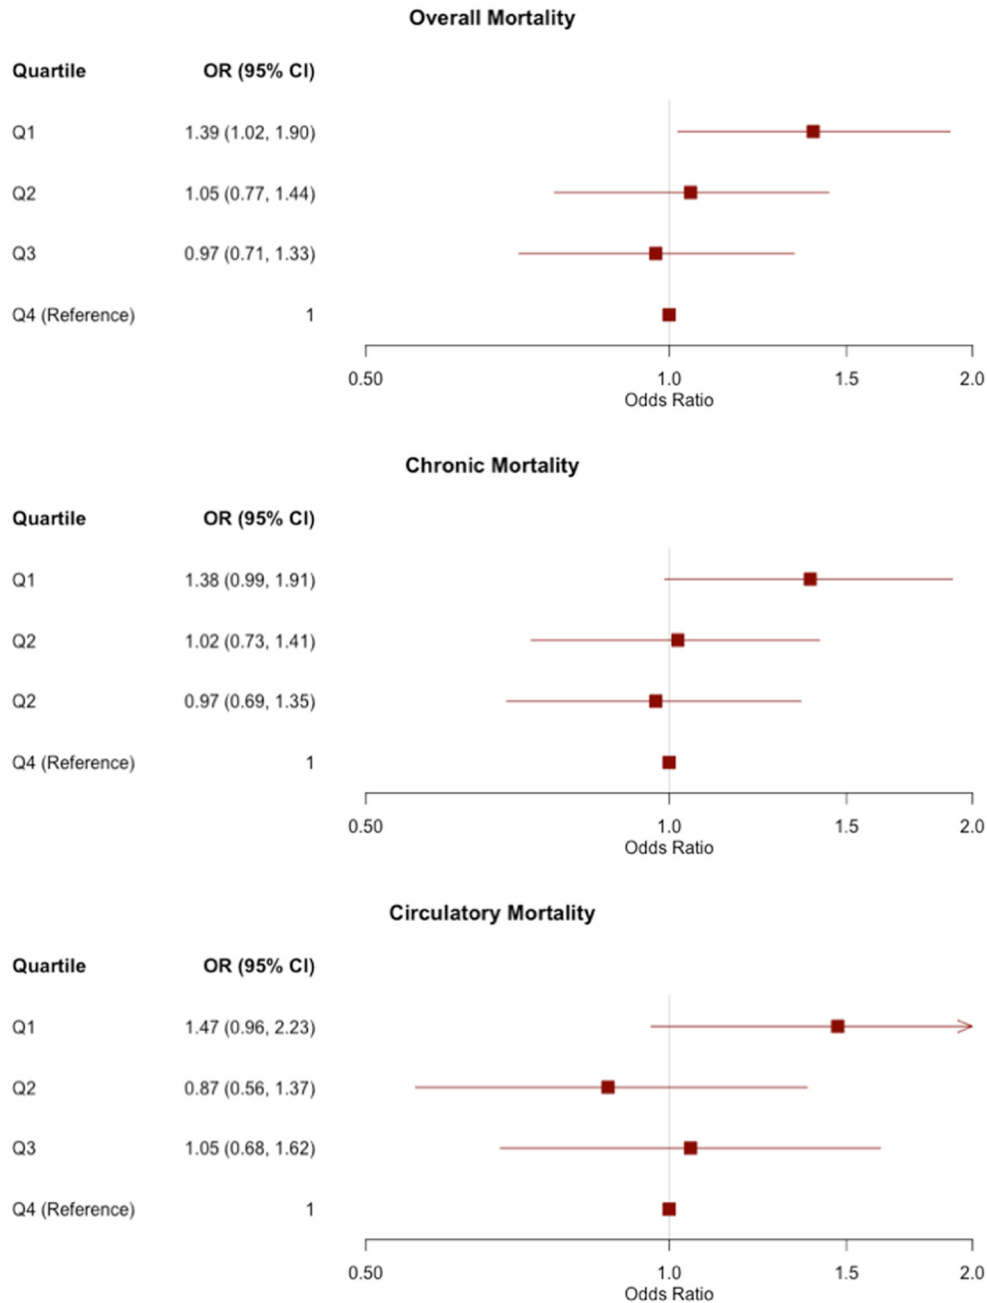 Overall Mortality
Quartile OR (95% CI)
Q1 1.39 (1.02, 1.90)
Q2 1.05 (0.77, 1.44)
Q3 0.97 (0.71, 1.33)
Q4 (Reference) 1
0.50 1.0 1.5 2.0
Odds Ratio
Chronic Mortality
Quartile OR (95% CI)
Q1 1.38 (0.99, 1.91)
Q2 1.02 (0.73, 1.41)
Q2 0.97 (0.69, 1.35)
Q4 (Reference) 1
0.50 1.0 1.5 2.0
Odds Ratio
Circulatory Mortality
Quartile OR (95% CI)
Q1 1.47 (0.96, 2.23)
Q2 0.87 (0.56, 1.37)
Q3 1.05 (0.68, 1.62)
Q4 (Reference) 1
0.50 1.0 1.5 2.0
Odds Ratio